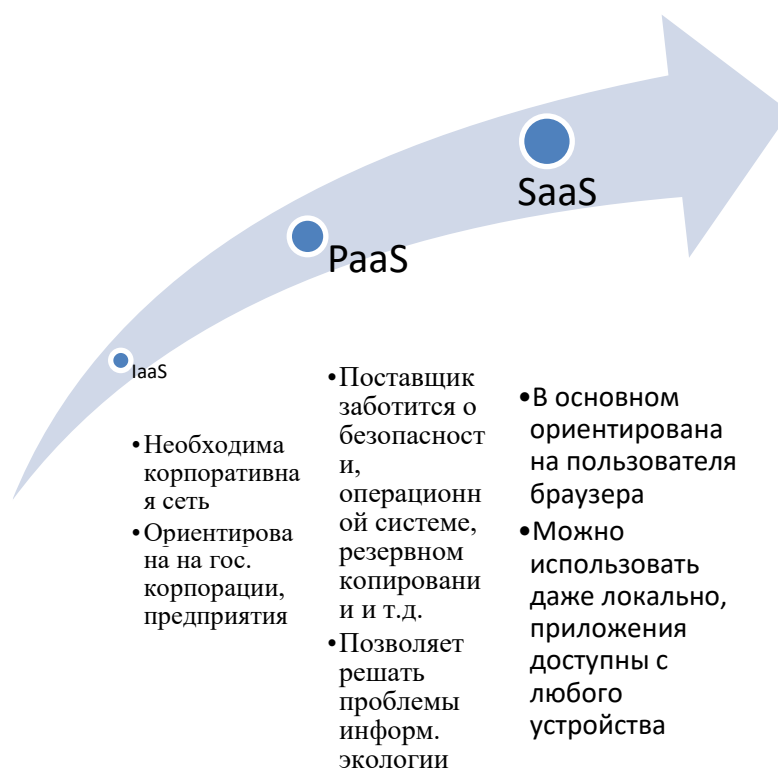 SaaS
PaaS
IaaS
•Необходима
корпоративна
я сеть
•Ориентирова
на на гос.
корпорации,
предприятия
•Поставщик
заботится о
безопасност
и,
операционн
ой системе,
резервном
копировани
и и т.д.
•Позволяет
решать
проблемы
информ.
экологии
•В основном
ориентирована
на пользователя
браузера
•Можно
использовать
даже локально,
приложения
доступны с
любого
устройства